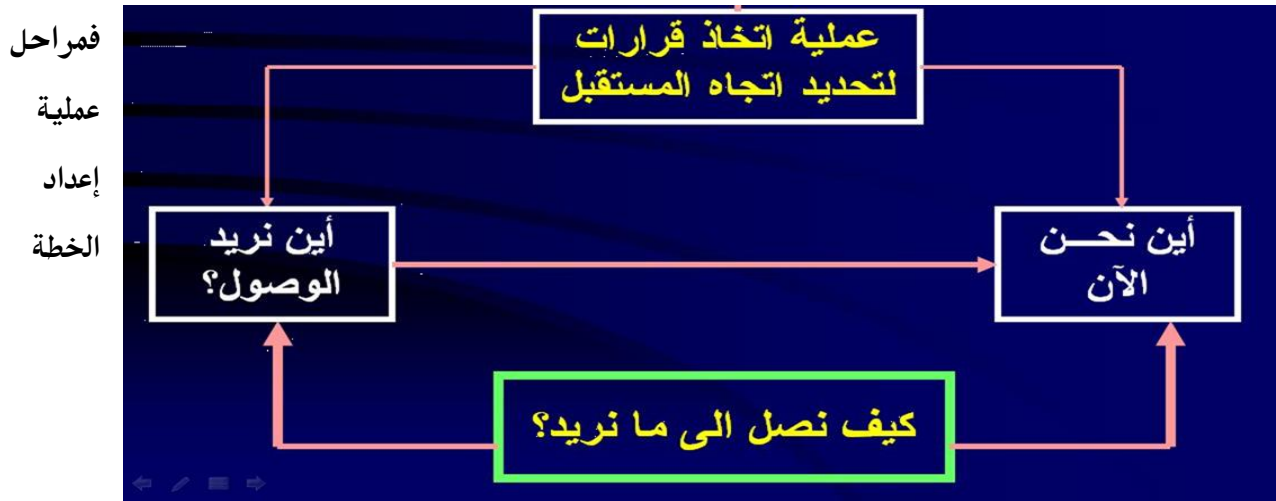 فمراحل
عملية
إعداد
الخطة
عملية اتخاذ قرارات
لتحديد اتجاه المستقبل
أين نحن
الآن
أين نريد
الوصول؟
كيف نصل الى ما نريد؟